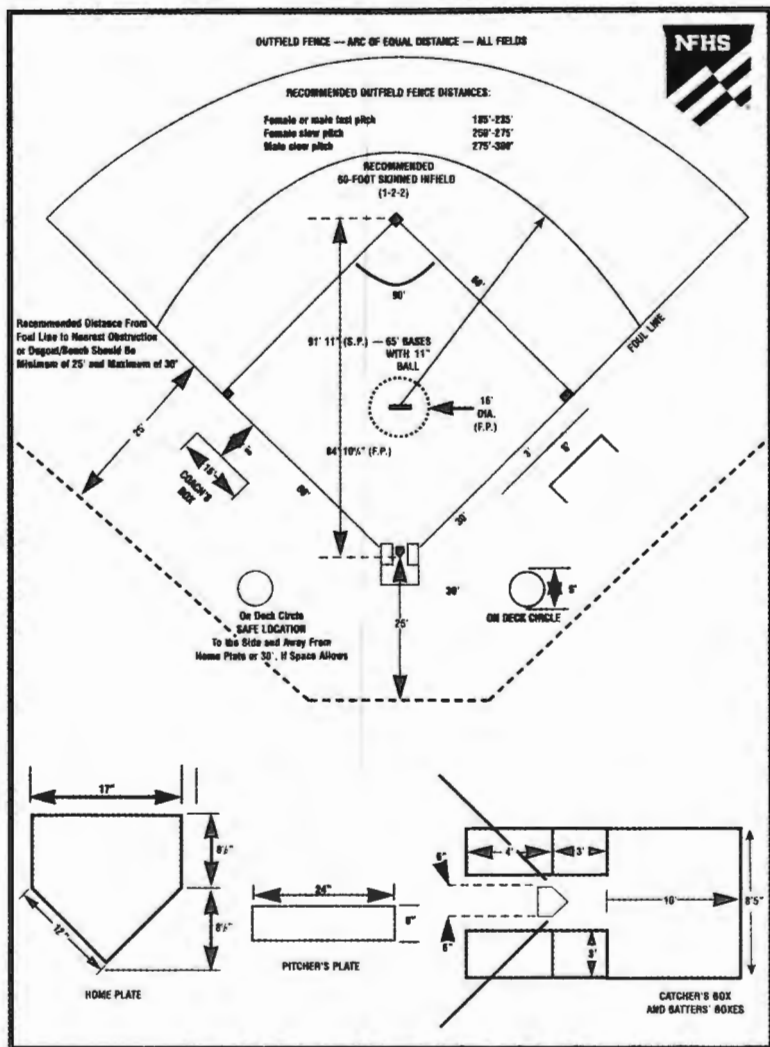 NFHS
OUTFIELD FENCE — ARC OF EQUAL DISTANCE — ALL FIELDS
RECOMMENDED OUTFIELD FENCE DISTANCES:
Female or male fast pitch 185'-235'
Female slow pitch 250'-275'
Male slow pitch 275'-300'
RECOMMENDED
60-FOOT SKINNED INFIELD
(1-2-2)
90'
60'
Recommended Distance From
Foul Line to Nearest Obstruction
or Dugout/Bench Should Be
Minimum of 25' and Maximum of 30'
91' 11" (S.P.) — 65' BASES
WITH 11"
BALL
FOUL LINE
16'
DIA.
(F.P.)
25'
8'
15'
COACH'S
BOX
84' 10¼" (F.P.)
3'
6'
60'
30'
30'
5'
On Deck Circle
SAFE LOCATION
To the Side and Away From
Home Plate or 30', If Space Allows
25'
ON DECK CIRCLE
17"
8½"
8½"
12"
HOME PLATE
24"
6"
PITCHER'S PLATE
4'
3'
6"
6"
10'
8'5"
3'
CATCHER'S BOX
AND BATTERS' BOXES